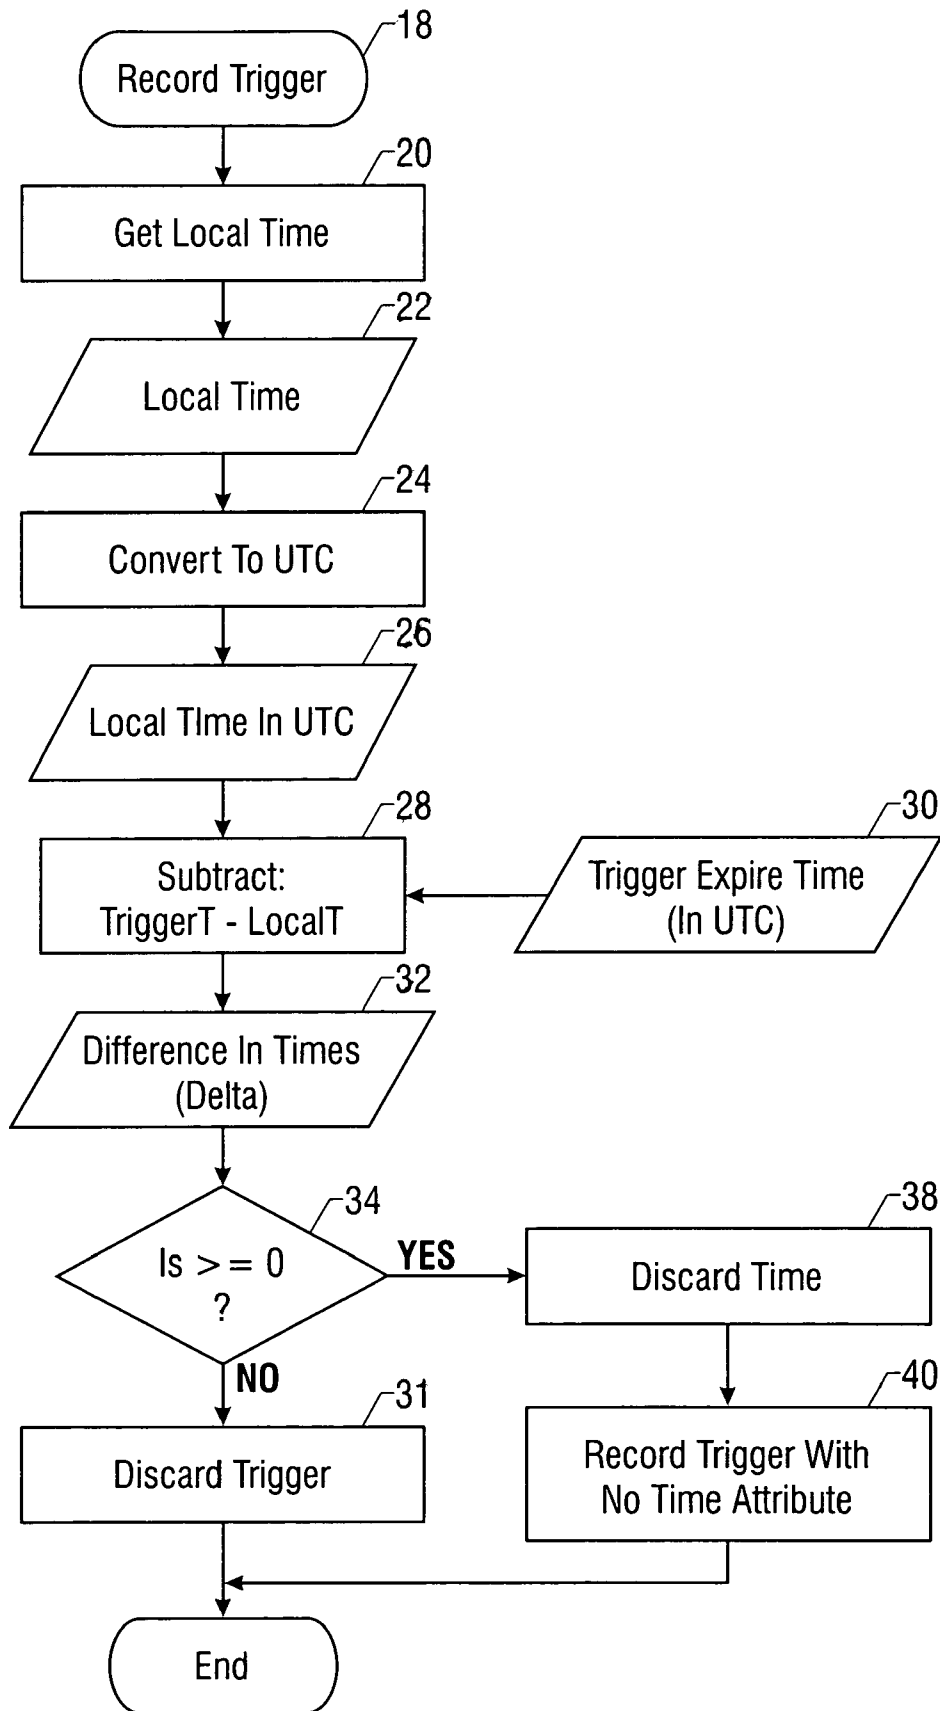 18
Record Trigger
20
Get Local Time
22
Local Time
24
Convert To UTC
26
Local TIme In UTC
28
Subtract:
TriggerT - LocalT
30
Trigger Expire Time
(In UTC)
32
Difference In Times
(Delta)
34
Is > = 0
?
YES
38
Discard Time
NO
31
Discard Trigger
40
Record Trigger With
No Time Attribute
End